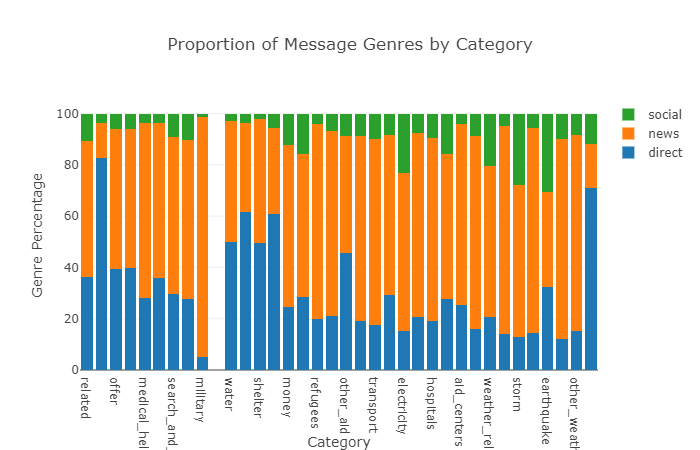 Proportion of Message Genres by Category
social
news
direct
Genre Percentage
100
80
60
40
20
0
related
offer
medical_hel
search_and_
military
water
shelter
money
refugees
other_aid
transport
electricity
hospitals
aid_centers
weather_rel
storm
earthquake
other_weath
Category